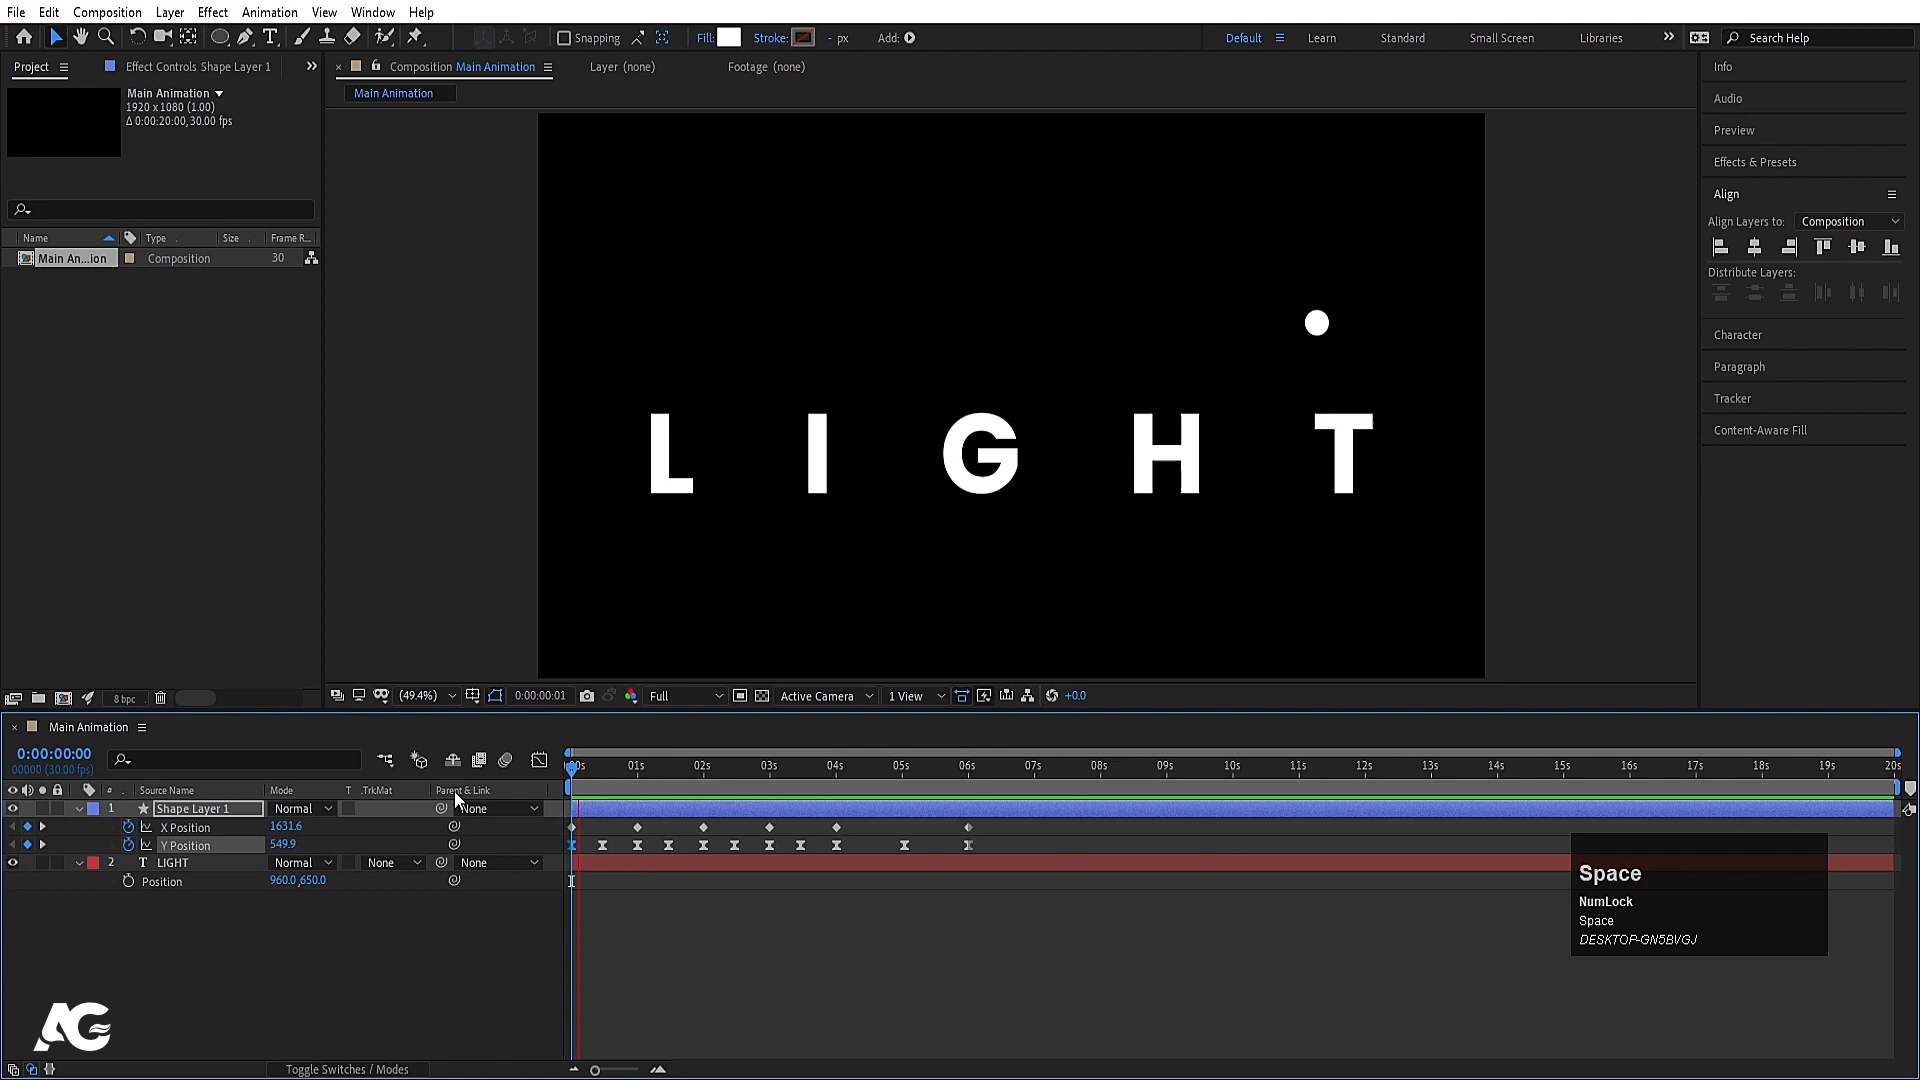 File Edit Composition Layer Effect Animation View Window Help
Snapping Fill: Stroke: - px Add: Default Learn Standard Small Screen Libraries Search Help
Project Effect Controls Shape Layer 1 Composition Main Animation Layer (none) Footage (none) Info
Main Animation
Main Animation
1920 x 1080 (1.00)
Δ 0:00:20:00, 30.00 fps
Audio
Preview
Effects & Presets
Align
Align Layers to: Composition
Name Type Size Frame R...
Main An...ion Composition 30
Distribute Layers:
Character
Paragraph
Tracker
Content-Aware Fill
LIGHT
8 bpc (49.4%) 0:00:00:01 Full Active Camera 1 View +0.0
Main Animation
0:00:00:00
00000 (30.00 fps)
00s 01s 02s 03s 04s 05s 06s 07s 08s 09s 10s 11s 12s 13s 14s 15s 16s 17s 18s 19s 20s
# Source Name Mode T .TrkMat Parent & Link
1 Shape Layer 1 Normal None
X Position 1631.6
Y Position 549.9
2 T LIGHT Normal None None
Position 960.0,650.0
Space
NumLock
Space
DESKTOP-GN5BVGJ
AG
Toggle Switches / Modes